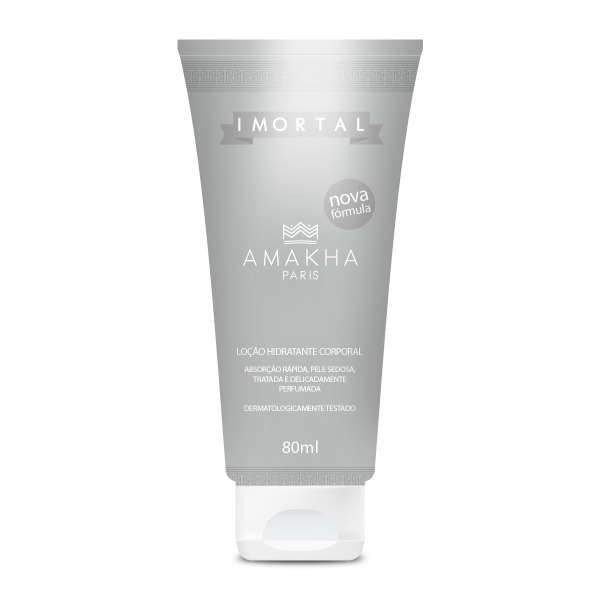 IMORTAL
nova
fórmula
AMAKHA
PARIS
LOÇÃO HIDRATANTE CORPORAL
ABSORÇÃO RÁPIDA, PELE SEDOSA,
TRATADA E DELICADAMENTE
PERFUMADA
DERMATOLOGICAMENTE TESTADO
80ml